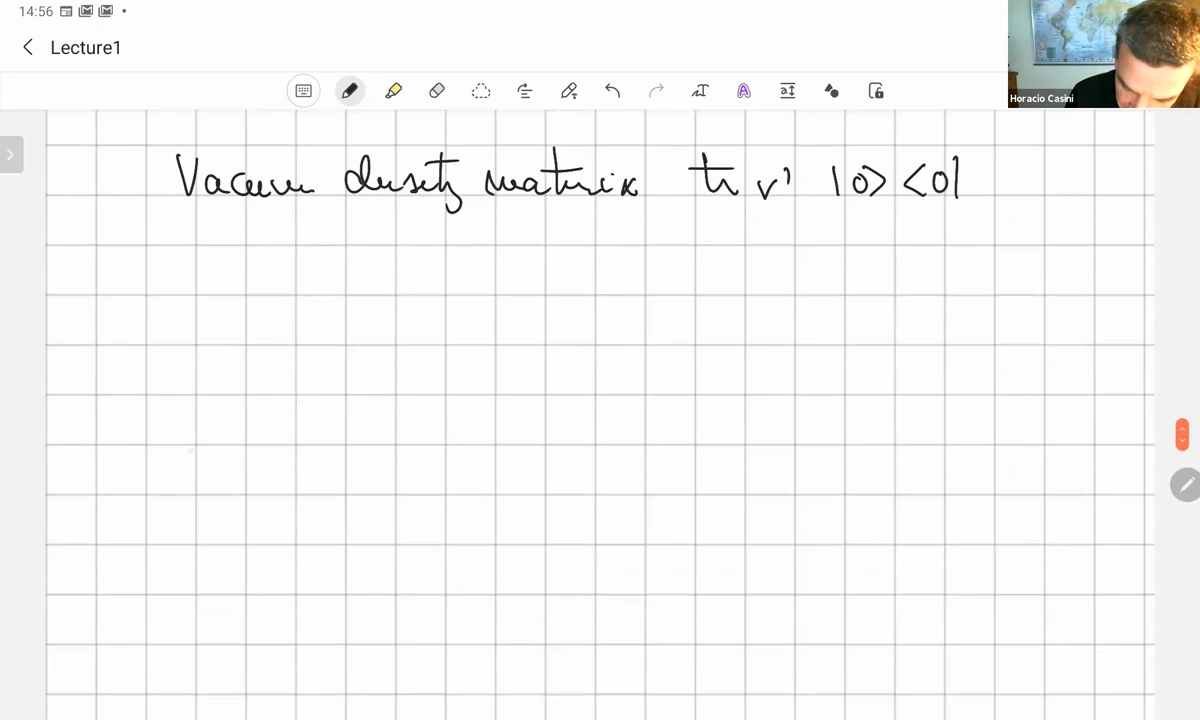 14:56
Lecture1
Horacio Casini
Vacuum density matrix tr V' |0> <0|